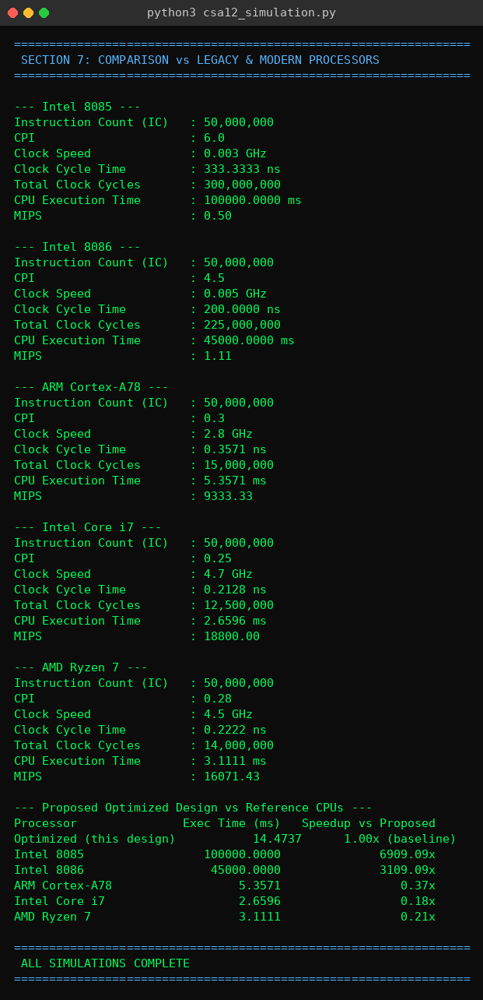 python3 csa12_simulation.py
=================================================================
 SECTION 7: COMPARISON vs LEGACY & MODERN PROCESSORS
=================================================================
--- Intel 8085 ---
Instruction Count (IC)   : 50,000,000
CPI                      : 6.0
Clock Speed              : 0.003 GHz
Clock Cycle Time         : 333.3333 ns
Total Clock Cycles       : 300,000,000
CPU Execution Time       : 100000.0000 ms
MIPS                     : 0.50
--- Intel 8086 ---
Instruction Count (IC)   : 50,000,000
CPI                      : 4.5
Clock Speed              : 0.005 GHz
Clock Cycle Time         : 200.0000 ns
Total Clock Cycles       : 225,000,000
CPU Execution Time       : 45000.0000 ms
MIPS                     : 1.11
--- ARM Cortex-A78 ---
Instruction Count (IC)   : 50,000,000
CPI                      : 0.3
Clock Speed              : 2.8 GHz
Clock Cycle Time         : 0.3571 ns
Total Clock Cycles       : 15,000,000
CPU Execution Time       : 5.3571 ms
MIPS                     : 9333.33
--- Intel Core i7 ---
Instruction Count (IC)   : 50,000,000
CPI                      : 0.25
Clock Speed              : 4.7 GHz
Clock Cycle Time         : 0.2128 ns
Total Clock Cycles       : 12,500,000
CPU Execution Time       : 2.6596 ms
MIPS                     : 18800.00
--- AMD Ryzen 7 ---
Instruction Count (IC)   : 50,000,000
CPI                      : 0.28
Clock Speed              : 4.5 GHz
Clock Cycle Time         : 0.2222 ns
Total Clock Cycles       : 14,000,000
CPU Execution Time       : 3.1111 ms
MIPS                     : 16071.43
--- Proposed Optimized Design vs Reference CPUs ---
Processor               Exec Time (ms)   Speedup vs Proposed
Optimized (this design)           14.4737      1.00x (baseline)
Intel 8085                 100000.0000              6909.09x
Intel 8086                  45000.0000              3109.09x
ARM Cortex-A78                  5.3571                 0.37x
Intel Core i7                   2.6596                 0.18x
AMD Ryzen 7                     3.1111                 0.21x
=================================================================
 ALL SIMULATIONS COMPLETE
=================================================================